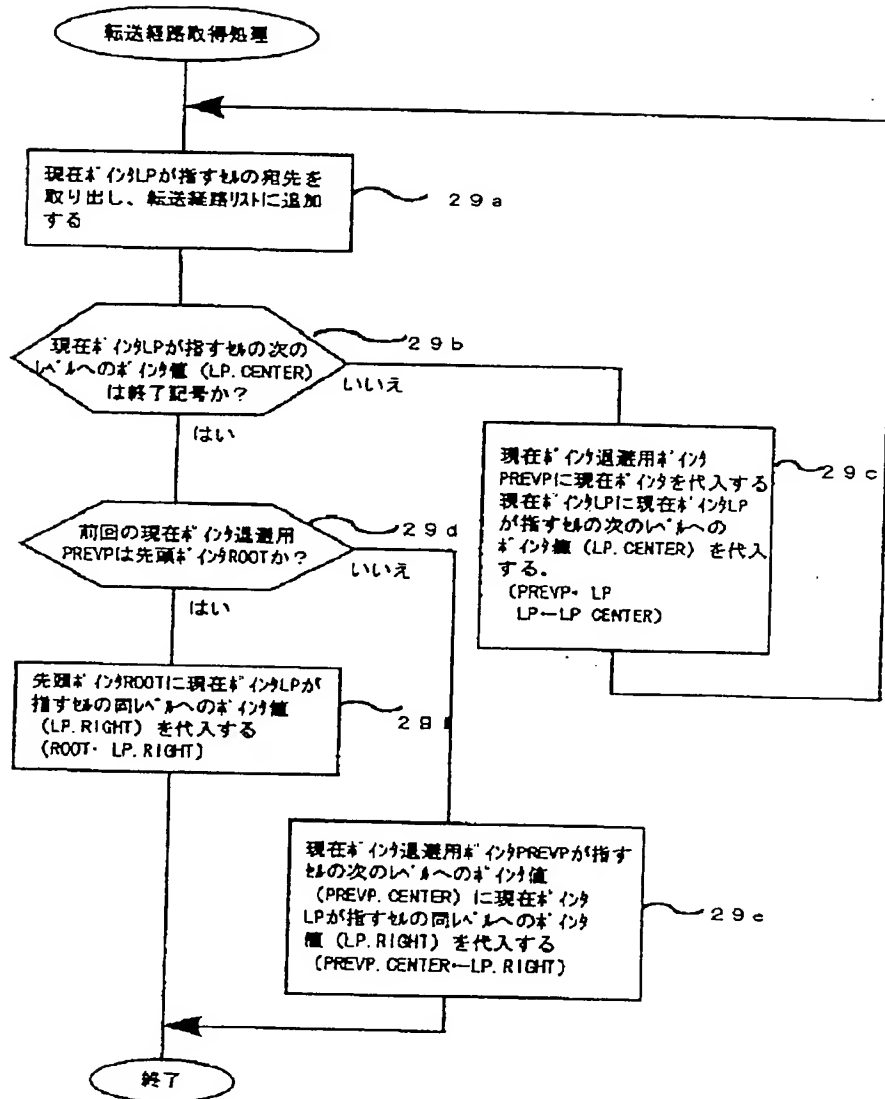 転送経路取得処理
現在ポインタLPが指すセルの宛先を
取り出し、転送経路リストに追加
する
29a
現在ポインタLPが指すセルの次の
レベルへのポインタ値 (LP.CENTER)
は終了記号か?
29b
いいえ
はい
現在ポインタ退避用ポインタ
PREVPに現在ポインタを代入する
現在ポインタLPに現在ポインタLP
が指すセルの次のレベルへの
ポインタ値 (LP.CENTER) を代入
する.
(PREVP← LP
LP←LP CENTER)
29c
前回の現在ポインタ退避用
PREVPは先頭ポインタROOTか?
29d
いいえ
はい
先頭ポインタROOTに現在ポインタLPが
指すセルの同レベルへのポインタ値
(LP.RIGHT) を代入する
(ROOT← LP.RIGHT)
現在ポインタ退避用ポインタPREVPが指す
セルの次のレベルへのポインタ値
(PREVP.CENTER) に現在ポインタ
LPが指すセルの同レベルへのポインタ
値 (LP.RIGHT) を代入する
(PREVP.CENTER←LP.RIGHT)
29e
終了